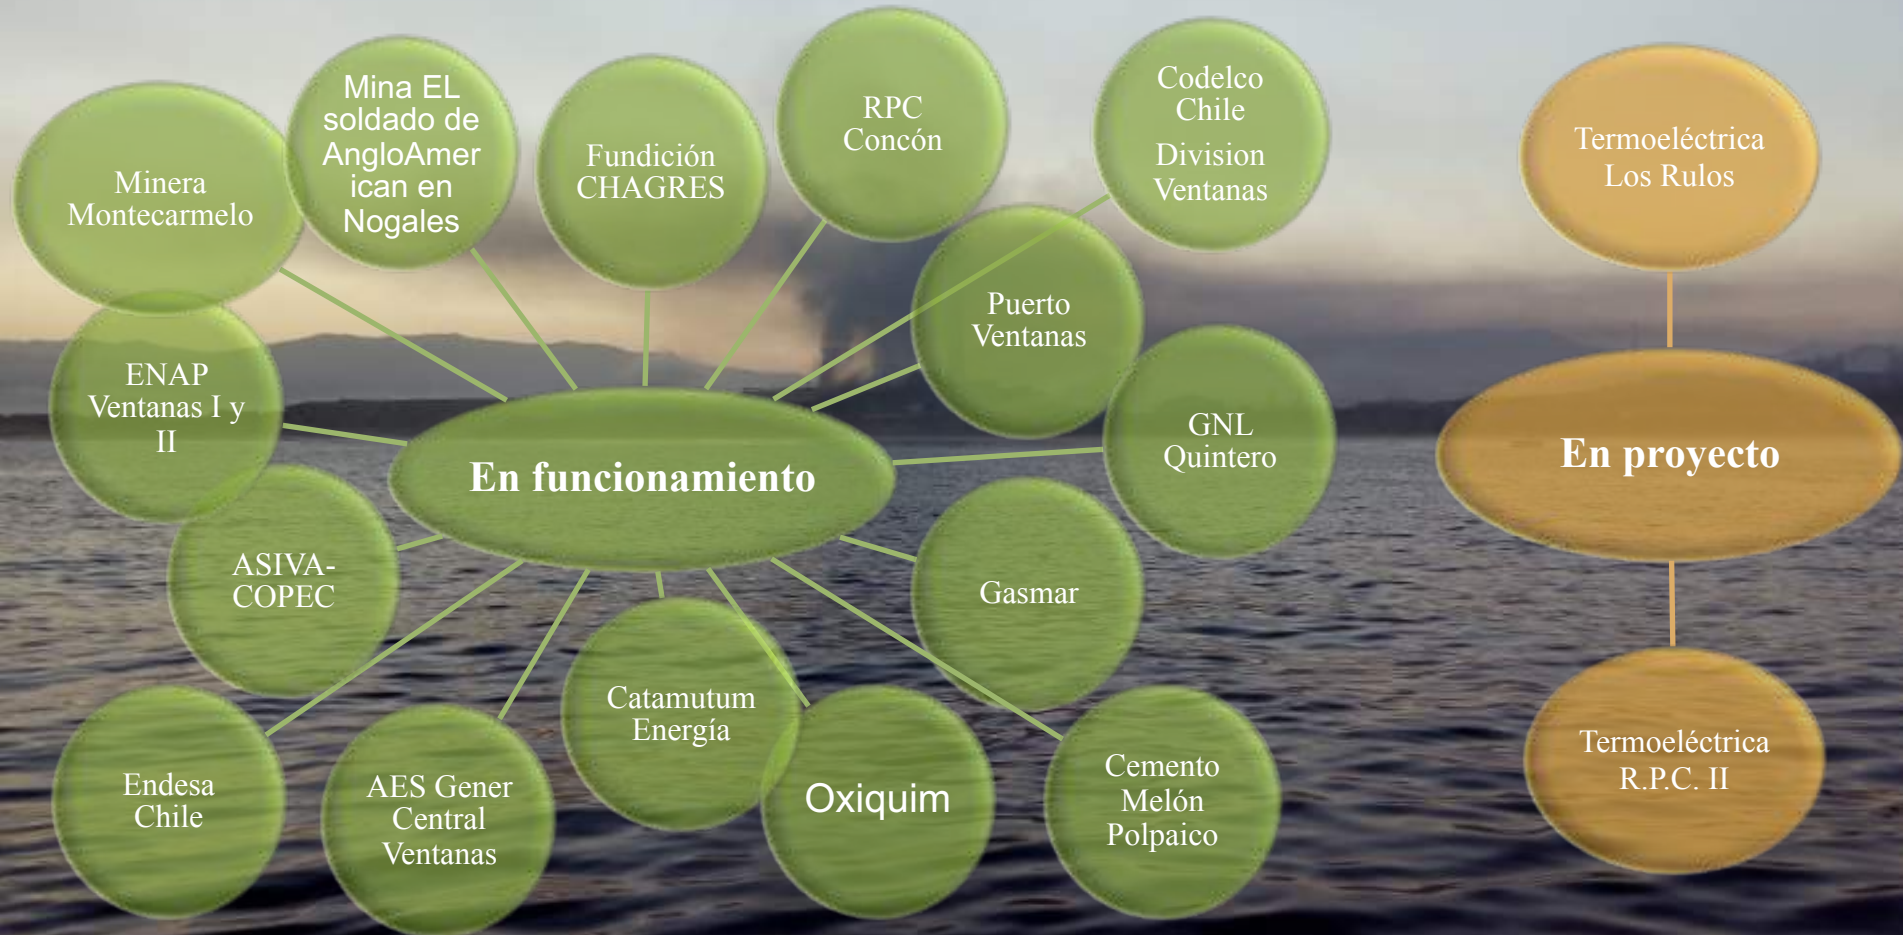 Mina EL
soldado de
AngloAmer
ican en
Nogales
Minera
Montecarmelo
Fundición
CHAGRES
RPC
Concón
Codelco
Chile
Division
Ventanas
Puerto
Ventanas
ENAP
Ventanas I y
II
GNL
Quintero
En funcionamiento
ASIVA-
COPEC
Gasmar
Endesa
Chile
AES Gener
Central
Ventanas
Catamutum
Energía
Oxiquim
Cemento
Melón
Polpaico
Termoeléctrica
Los Rulos
En proyecto
Termoeléctrica
R.P.C. II